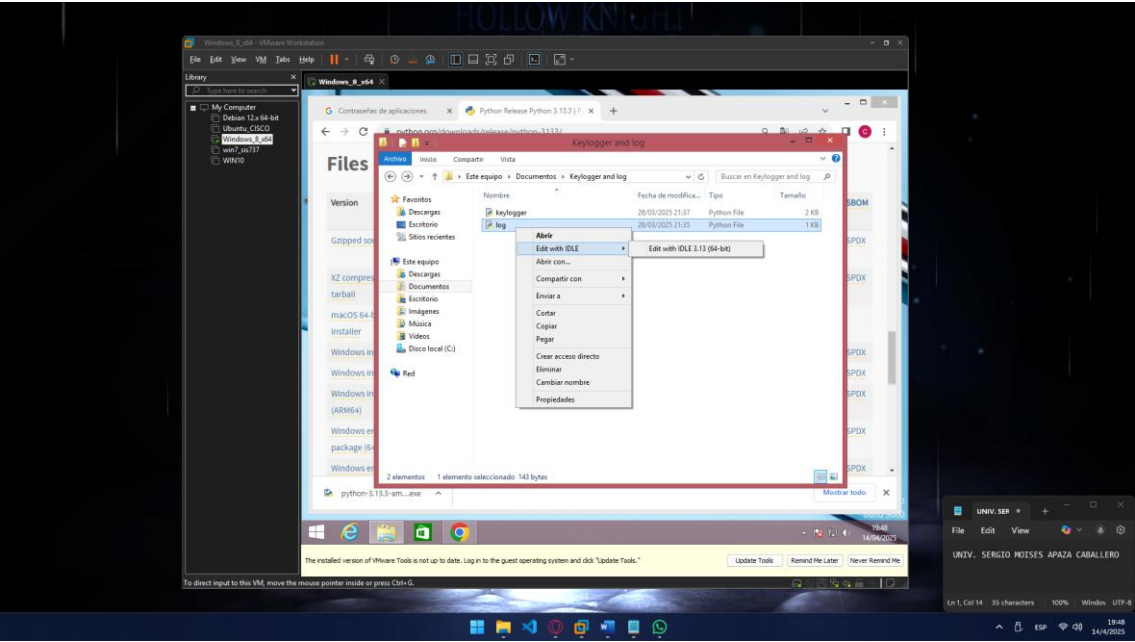 HOLLOW KNIGHT
Windows_8_x64 - VMware Workstation
File Edit View VM Tabs Help
Library
Type here to search
My Computer
Debian 12.x 64-bit
Ubuntu_CISCO
Windows_8_x64
win7_sis737
WIN10
Windows_8_x64
Contraseñas de aplicaciones
Python Release Python 3.13.3 | P
python.org/downloads/release/python-3133/
Files
Version
SBOM
Gzipped sou
SPDX
XZ compres
tarball
SPDX
macOS 64-b
installer
Windows in
SPDX
Windows in
SPDX
Windows in
(ARM64)
SPDX
Windows em
package (64
SPDX
Windows em
SPDX
Keylogger and log
Archivo Inicio Compartir Vista
Este equipo Documentos Keylogger and log
Buscar en Keylogger and log
Nombre Fecha de modifica... Tipo Tamaño
keylogger 28/03/2025 21:37 Python File 2 KB
log 28/03/2025 21:35 Python File 1 KB
Favoritos
Descargas
Escritorio
Sitios recientes
Este equipo
Descargas
Documentos
Escritorio
Imágenes
Música
Vídeos
Disco local (C:)
Red
Abrir
Edit with IDLE
Edit with IDLE 3.13 (64-bit)
Abrir con...
Compartir con
Enviar a
Cortar
Copiar
Pegar
Crear acceso directo
Eliminar
Cambiar nombre
Propiedades
2 elementos 1 elemento seleccionado 143 bytes
python-3.13.3-am....exe
Mostrar todo
19:48
14/04/2025
The installed version of VMware Tools is not up to date. Log in to the guest operating system and click "Update Tools."
Update Tools Remind Me Later Never Remind Me
To direct input to this VM, move the mouse pointer inside or press Ctrl+G.
UNIV. SER
File Edit View
UNIV. SERGIO MOISES APAZA CABALLERO
Ln 1, Col 14 35 characters 100% Window UTF-8
ESP
19:48
14/4/2025